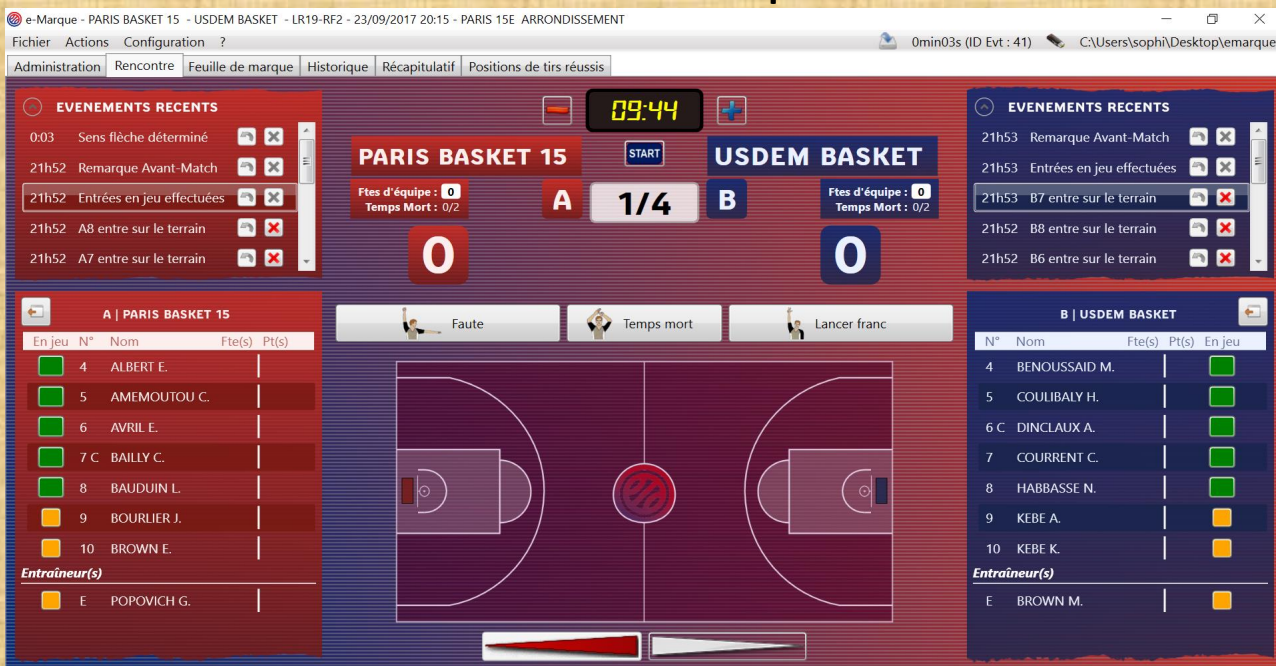 e-Marque - PARIS BASKET 15 - USDEM BASKET - LR19-RF2 - 23/09/2017 20:15 - PARIS 15E ARRONDISSEMENT
Fichier Actions Configuration ?
0min03s (ID Evt : 41) C:\Users\sophi\Desktop\emarque
Administration Rencontre Feuille de marque Historique Récapitulatif Positions de tirs réussis
EVENEMENTS RECENTS
0:03 Sens flèche déterminé
21h52 Remarque Avant-Match
21h52 Entrées en jeu effectuées
21h52 A8 entre sur le terrain
21h52 A7 entre sur le terrain
09:44
START
PARIS BASKET 15
USDEM BASKET
Ftes d'équipe : 0
Temps Mort : 0/2
A
1/4
B
Ftes d'équipe : 0
Temps Mort : 0/2
0
0
EVENEMENTS RECENTS
21h53 Remarque Avant-Match
21h53 Entrées en jeu effectuées
21h53 B7 entre sur le terrain
21h52 B8 entre sur le terrain
21h52 B6 entre sur le terrain
A | PARIS BASKET 15
En jeu N° Nom Fte(s) Pt(s)
4 ALBERT E.
5 AMEMOUTOU C.
6 AVRIL E.
7 C BAILLY C.
8 BAUDUIN L.
9 BOURLIER J.
10 BROWN E.
Entraîneur(s)
E POPOVICH G.
Faute
Temps mort
Lancer franc
B | USDEM BASKET
N° Nom Fte(s) Pt(s) En jeu
4 BENOUSSAID M.
5 COULIBALY H.
6 C DINCLAUX A.
7 COURRENT C.
8 HABBASSE N.
9 KEBE A.
10 KEBE K.
Entraîneur(s)
E BROWN M.